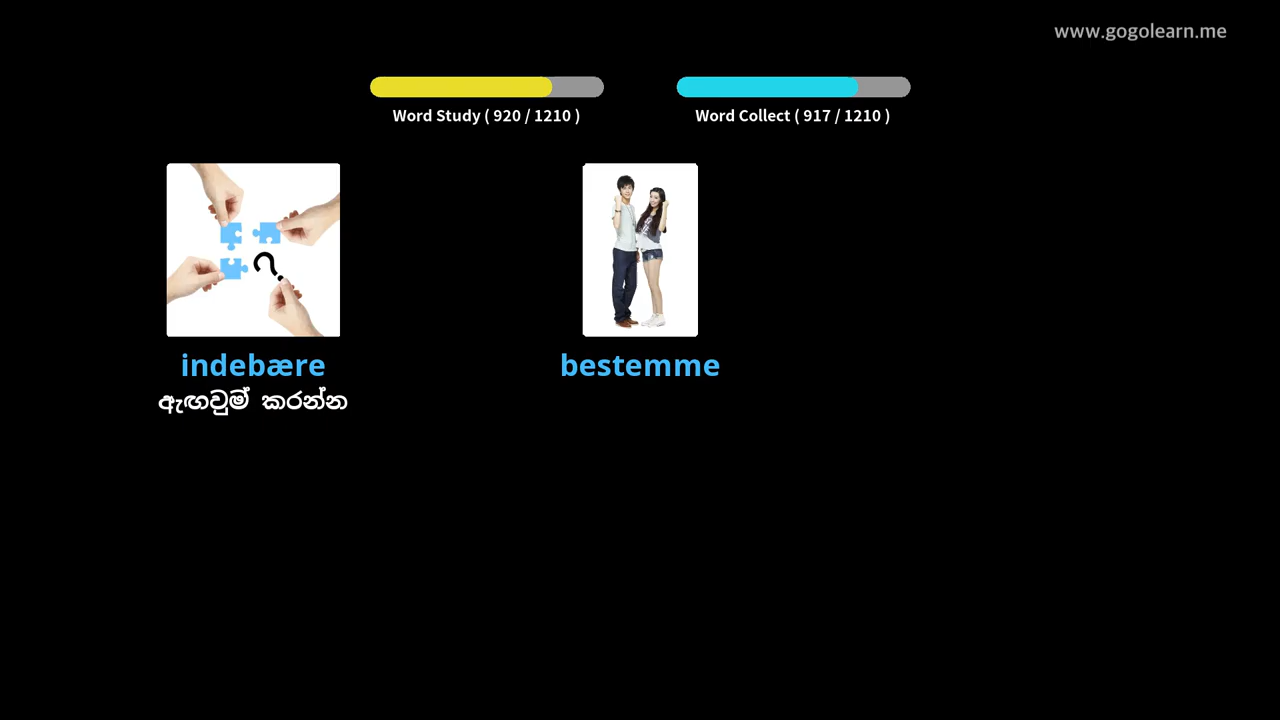 www.gogolearn.me
Word Study ( 920 / 1210 )
Word Collect ( 917 / 1210 )
indebære
ඇඟවුම් කරන්න
bestemme